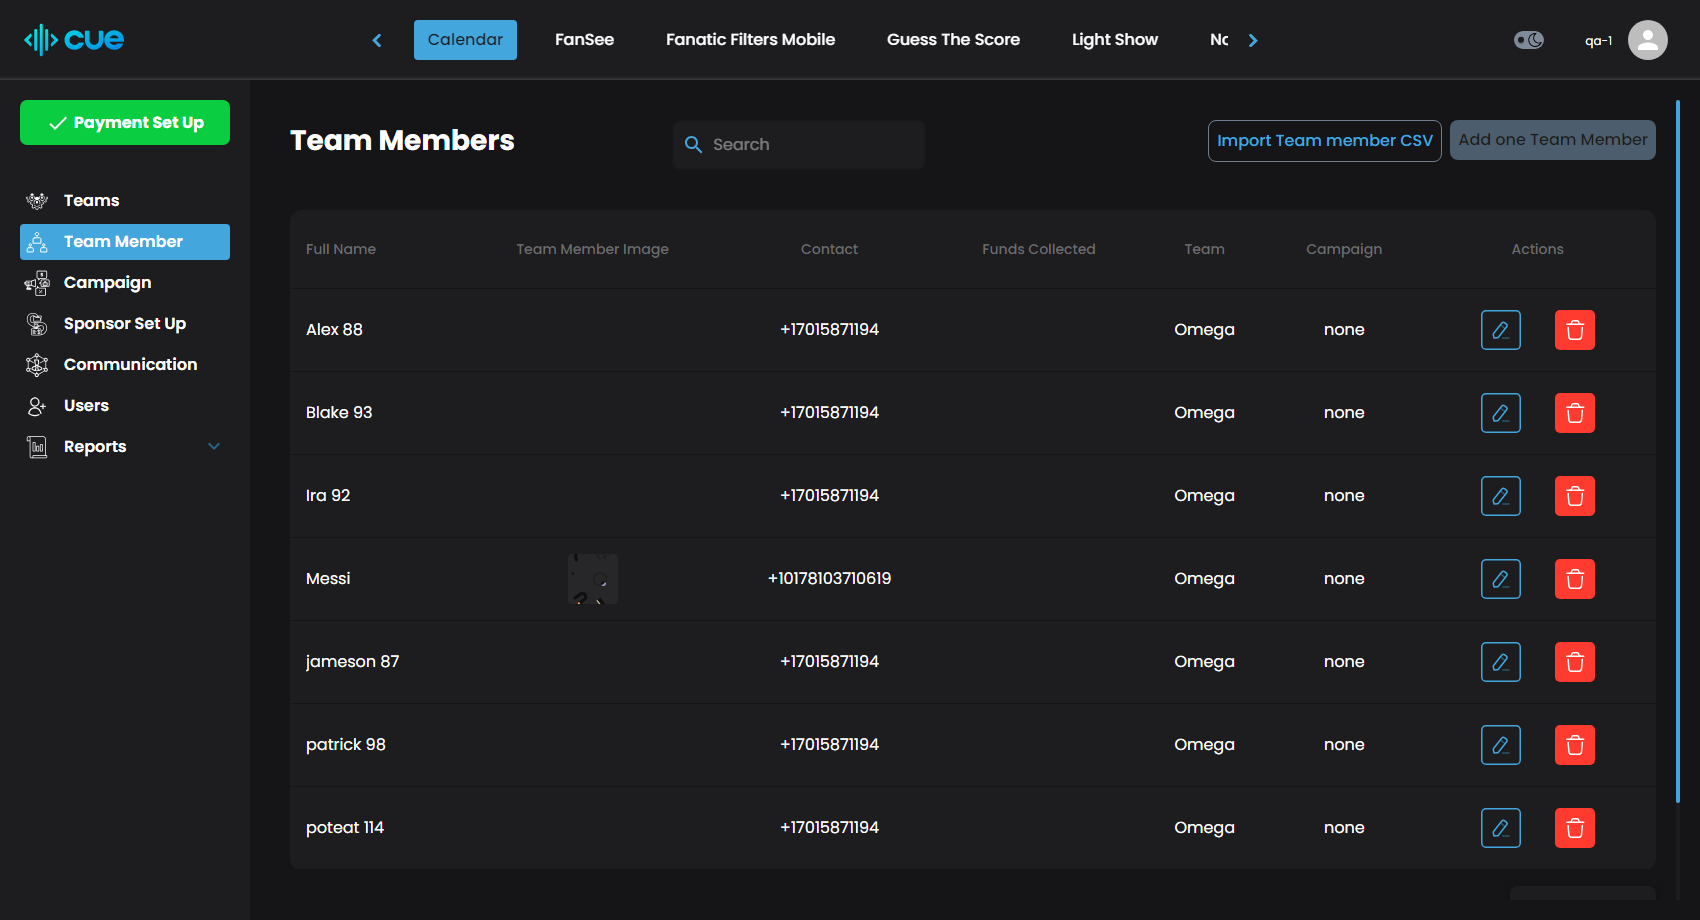 cue
Calendar
FanSee
Fanatic Filters Mobile
Guess The Score
Light Show
qa-1
Payment Set Up
Teams
Team Member
Campaign
Sponsor Set Up
Communication
Users
Reports
Team Members
Search
Import Team member CSV
Add one Team Member
Full Name Team Member Image Contact Funds Collected Team Campaign Actions
Alex 88 +17015871194 Omega none
Blake 93 +17015871194 Omega none
Ira 92 +17015871194 Omega none
Messi +10178103710619 Omega none
jameson 87 +17015871194 Omega none
patrick 98 +17015871194 Omega none
poteat 114 +17015871194 Omega none